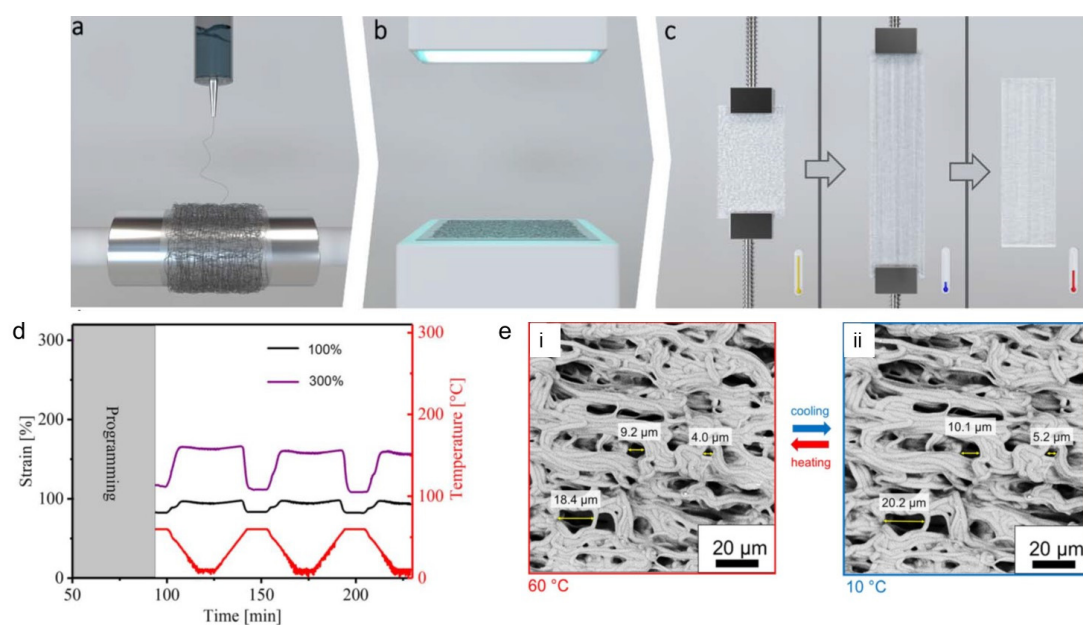 a
b
c
d
300
200
100
0
Strain [%]
Programming
100%
300%
300
200
100
0
Temperature [°C]
50
100
150
200
Time [min]
e
i
9.2 µm
4.0 µm
18.4 µm
20 µm
60 °C
cooling
heating
ii
10.1 µm
5.2 µm
20.2 µm
20 µm
10 °C